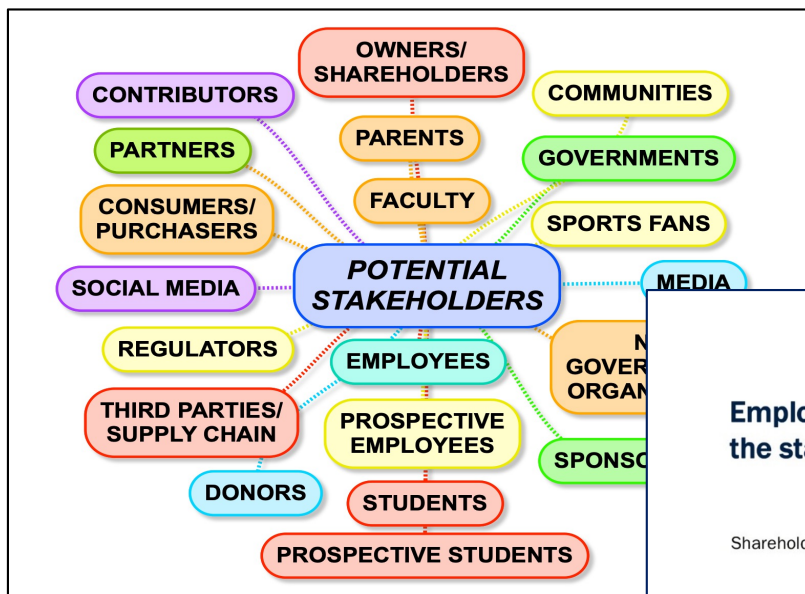 OWNERS/
SHAREHOLDERS
CONTRIBUTORS
COMMUNITIES
PARENTS
PARTNERS
GOVERNMENTS
FACULTY
CONSUMERS/
PURCHASERS
SPORTS FANS
POTENTIAL
STAKEHOLDERS
SOCIAL MEDIA
MEDIA
REGULATORS
EMPLOYEES
THIRD PARTIES/
SUPPLY CHAIN
PROSPECTIVE
EMPLOYEES
DONORS
STUDENTS
PROSPECTIVE STUDENTS
the